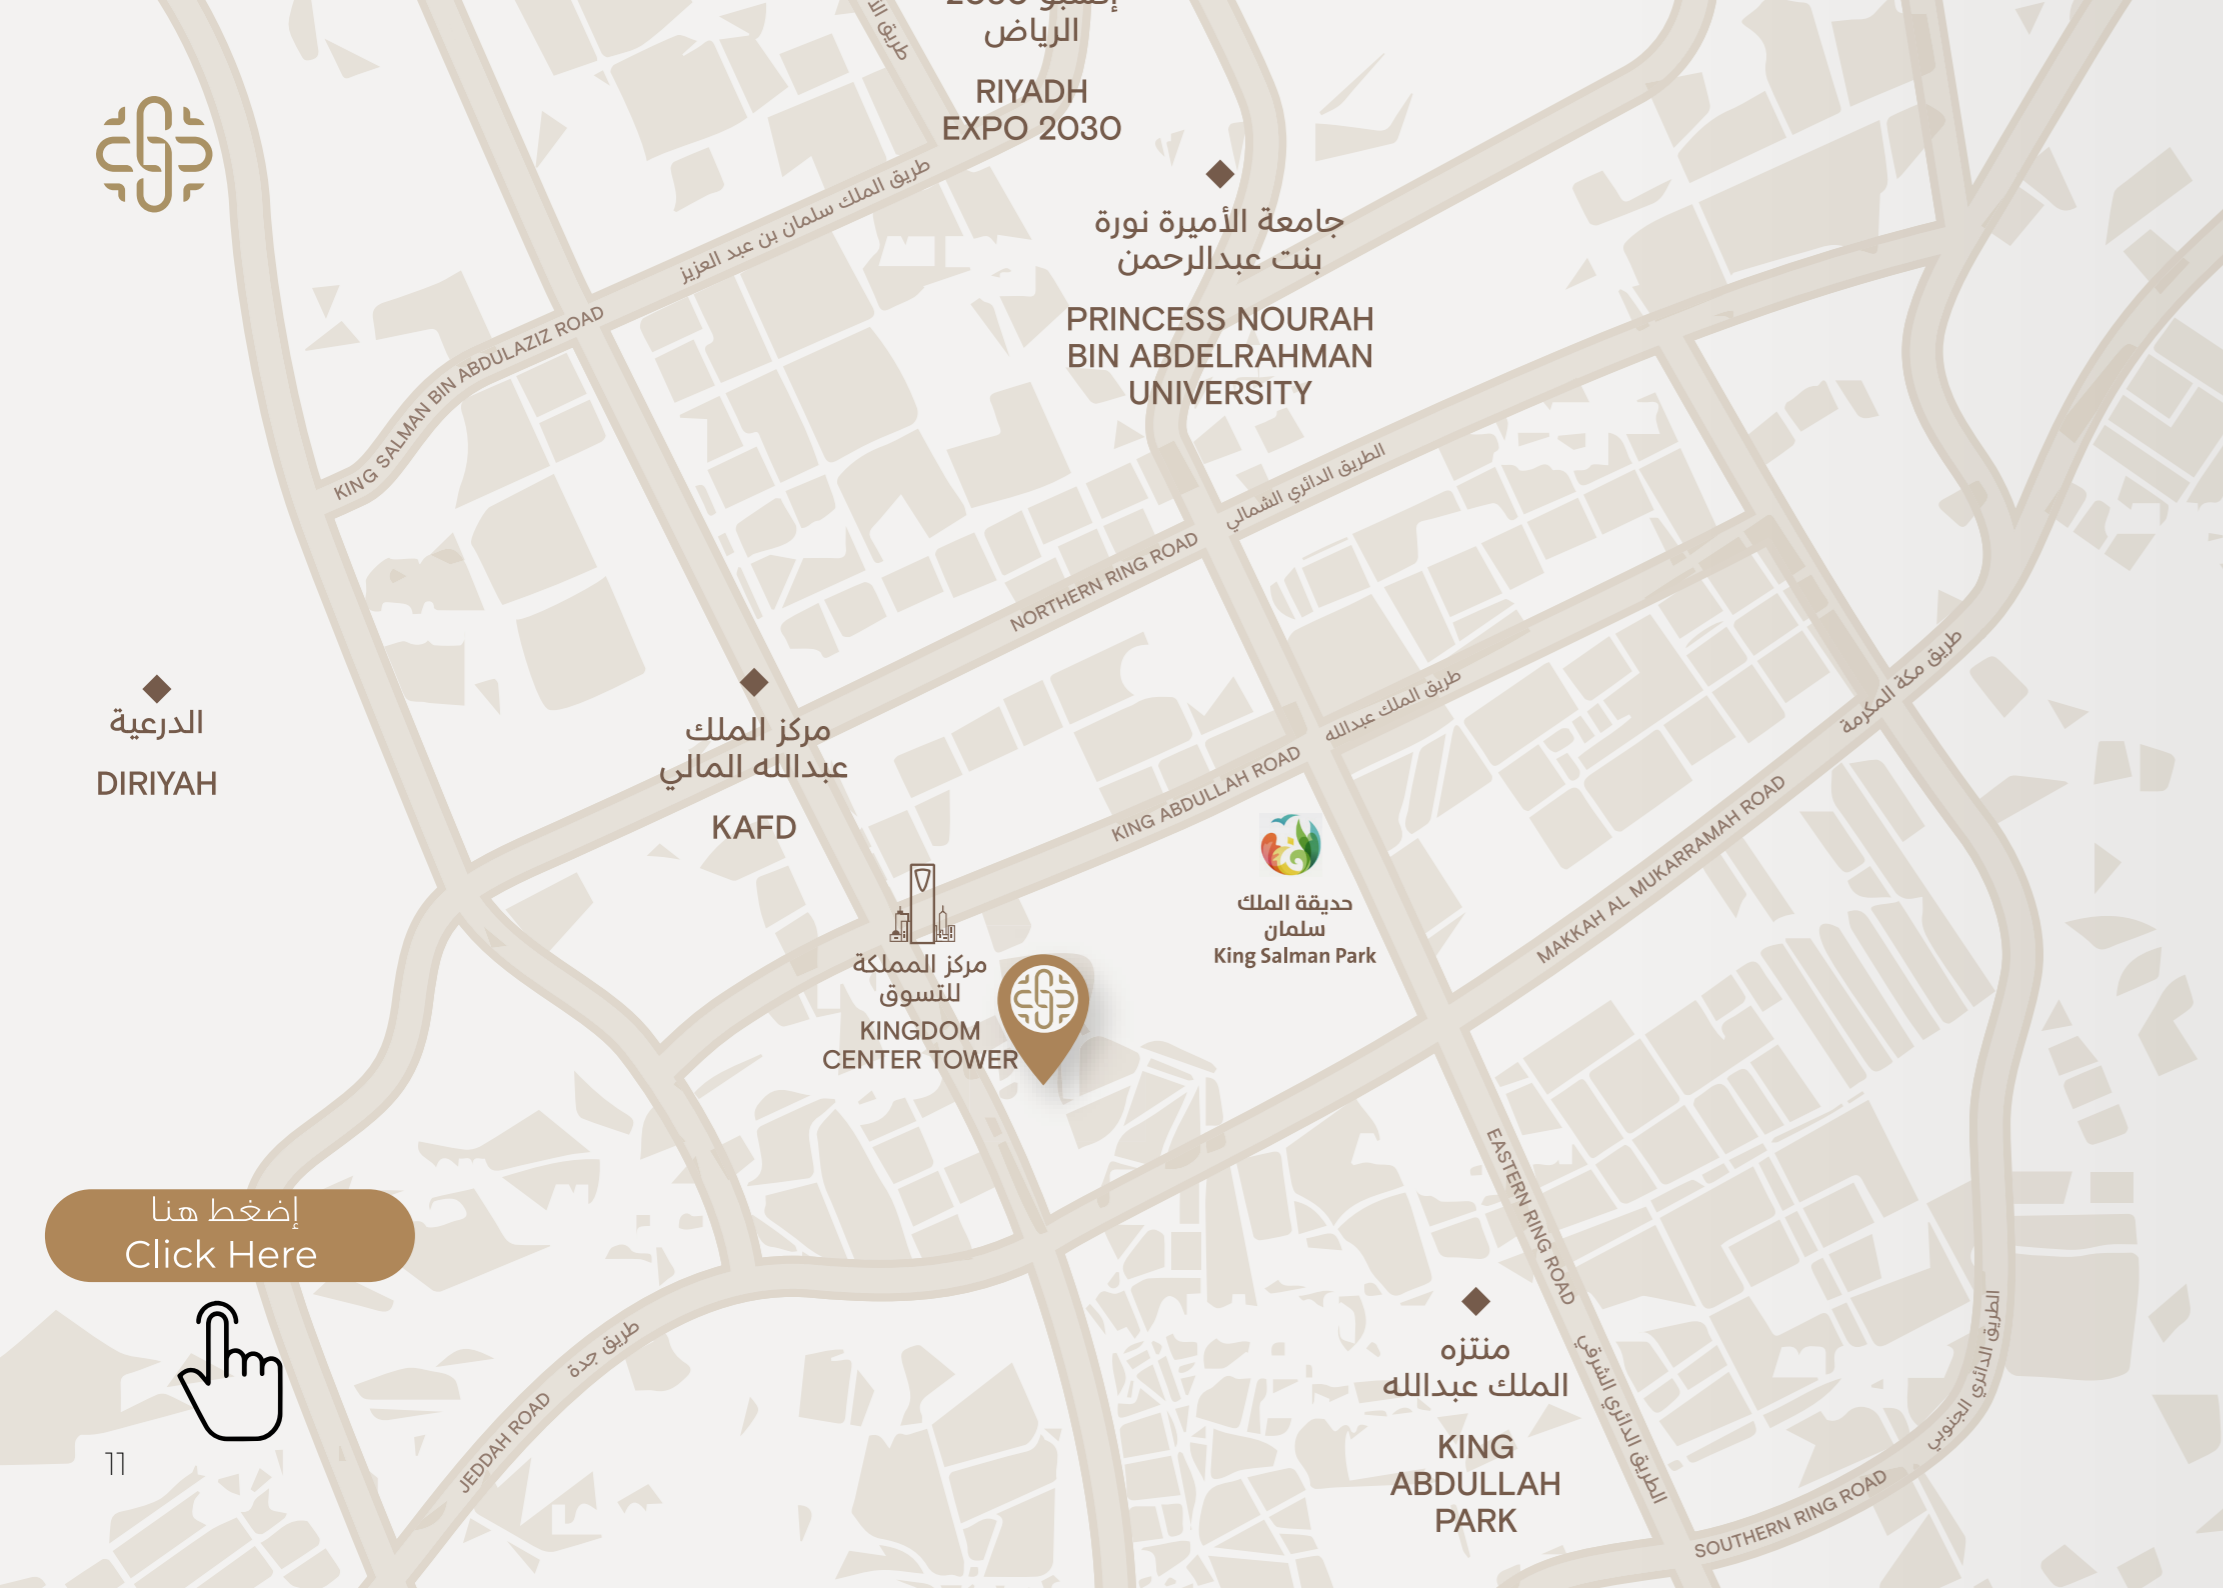 الرياض
RIYADH
EXPO 2030
جامعة الأميرة نورة
بنت عبدالرحمن
PRINCESS NOURAH
BIN ABDELRAHMAN
UNIVERSITY
طريق الملك سلمان بن عبد العزيز
KING SALMAN BIN ABDULAZIZ ROAD
الطريق الدائري الشمالي
NORTHERN RING ROAD
الدرعية
DIRIYAH
مركز الملك
عبدالله المالي
KAFD
طريق الملك عبدالله
KING ABDULLAH ROAD
طريق مكة المكرمة
MAKKAH AL MUKARRAMAH ROAD
حديقة الملك
سلمان
King Salman Park
مركز المملكة
للتسوق
KINGDOM
CENTER TOWER
EASTERN RING ROAD
الطريق الدائري الشرقي
إضغط هنا
Click Here
طريق جدة
JEDDAH ROAD
منتزه
الملك عبدالله
KING
ABDULLAH
PARK
الطريق الدائري الجنوبي
SOUTHERN RING ROAD
11